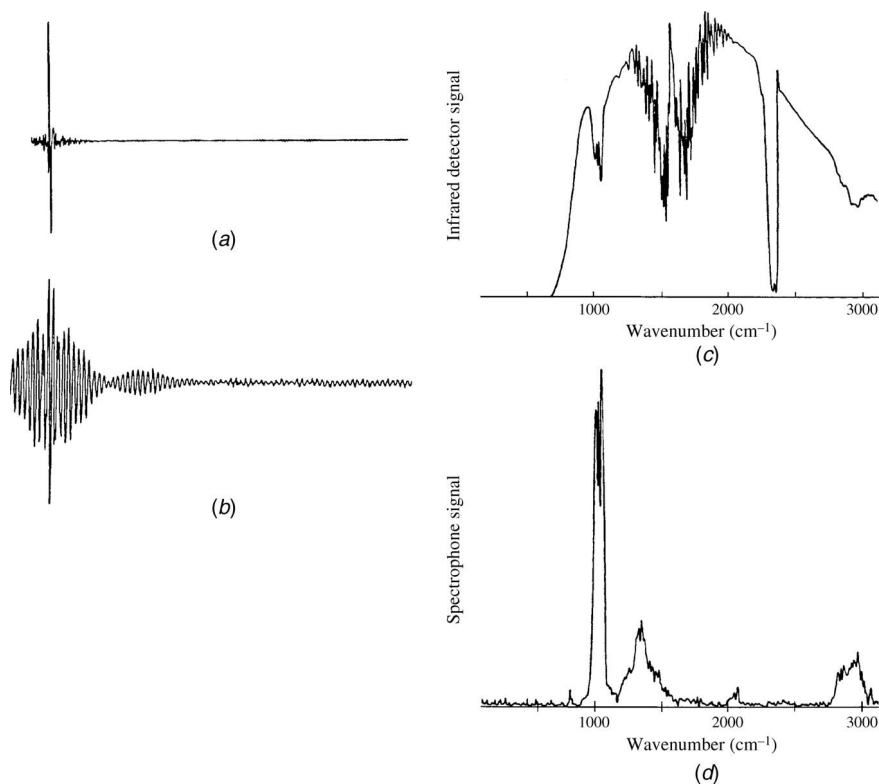 (a)
(b)
Infrared detector signal
1000 2000 3000
Wavenumber (cm⁻¹)
(c)
Spectrophone signal
1000 2000 3000
Wavenumber (cm⁻¹)
(d)